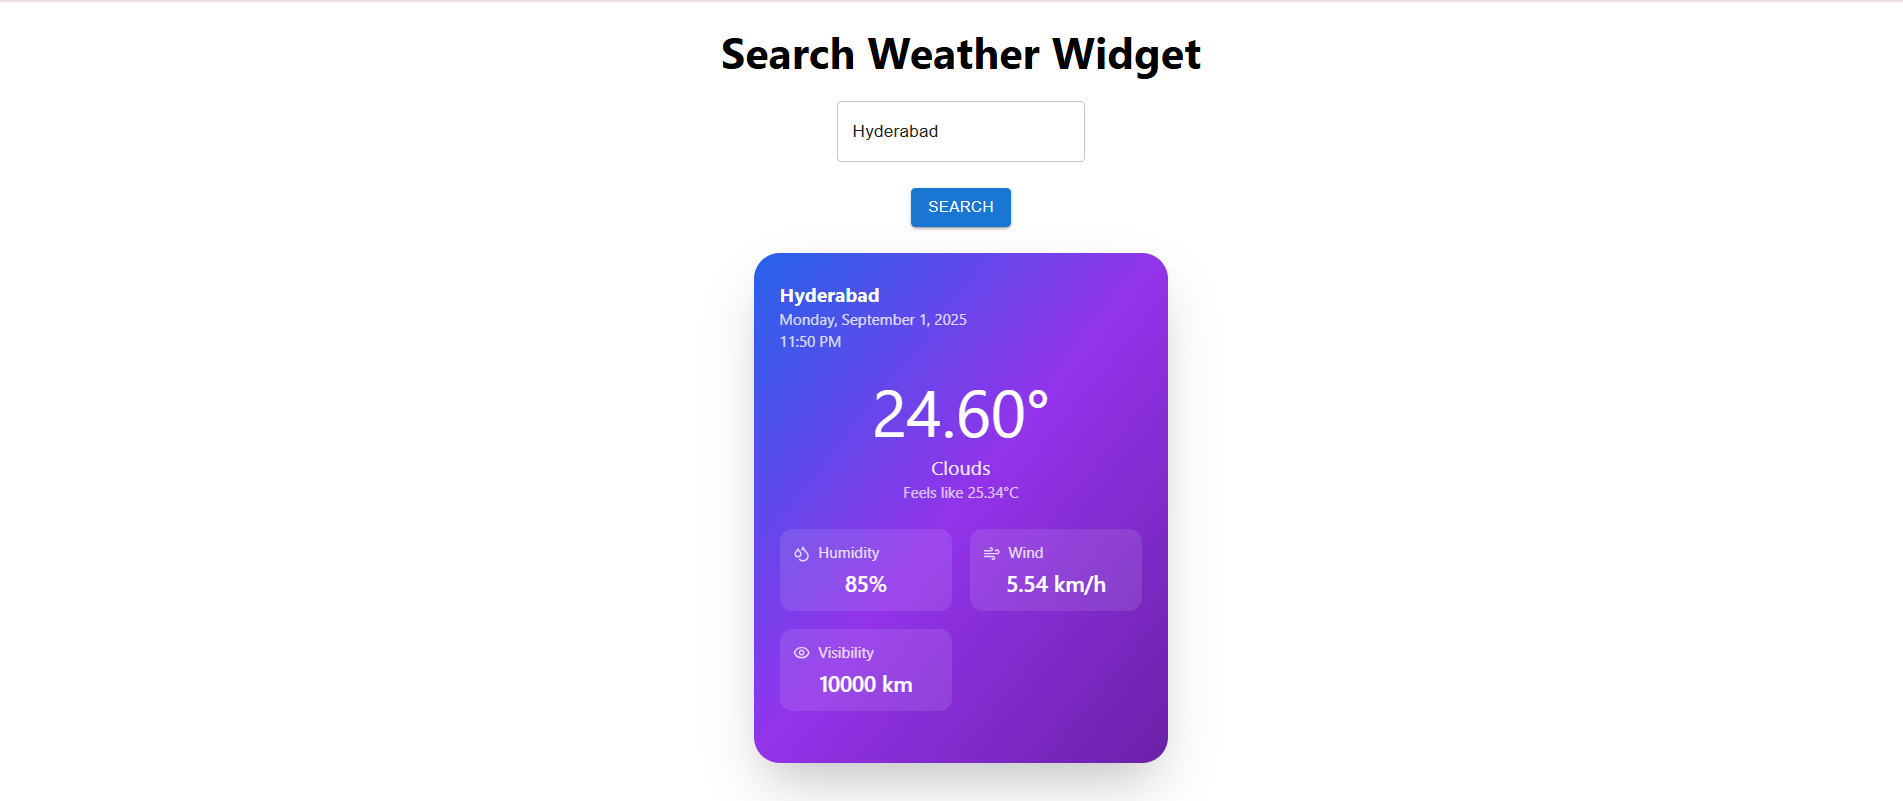 Search Weather Widget
Hyderabad
SEARCH
Hyderabad
Monday, September 1, 2025
11:50 PM
24.60°
Clouds
Feels like 25.34°C
Humidity
85%
Wind
5.54 km/h
Visibility
10000 km